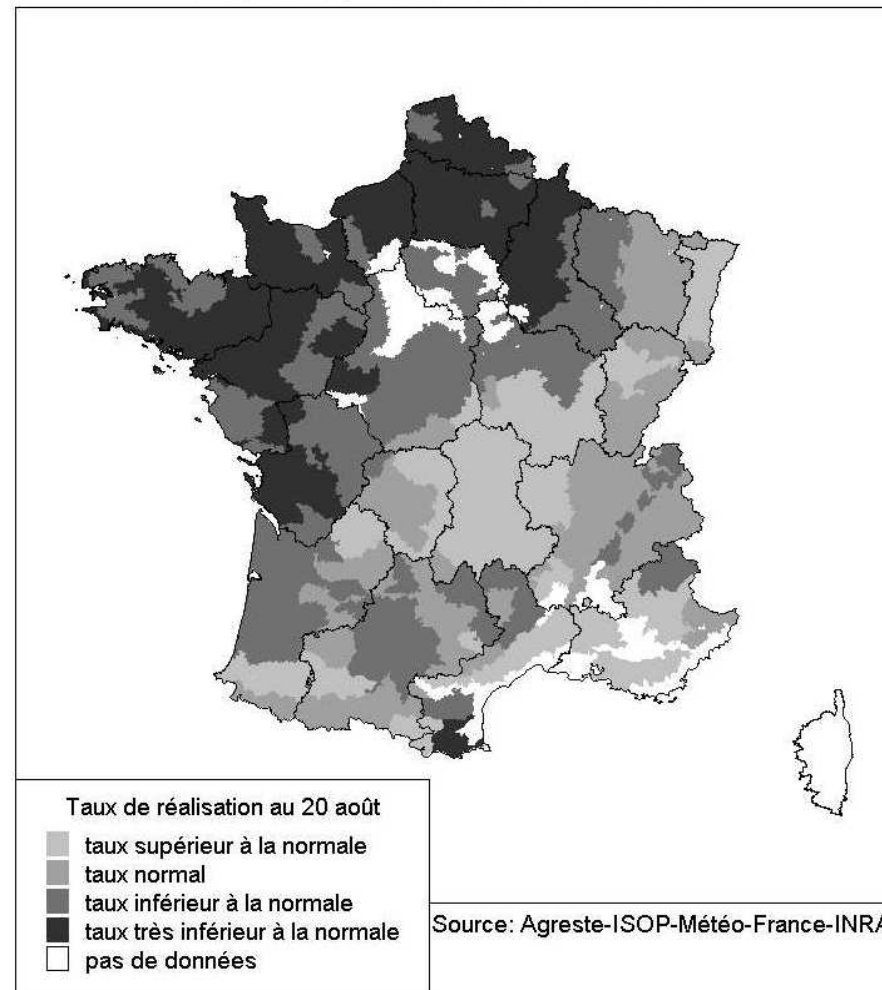 Taux de réalisation au 20 août
taux supérieur à la normale
taux normal
taux inférieur à la normale
taux très inférieur à la normale
pas de données
Source: Agreste-ISOP-Météo-France-INRA